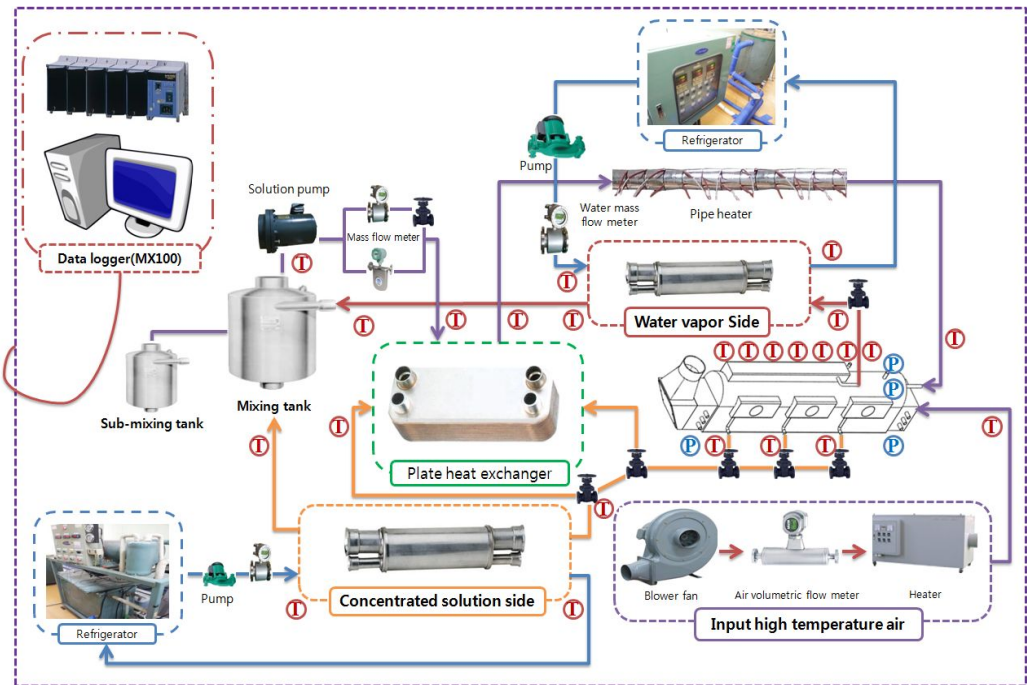 Refrigerator
Pump
Solution pump
Mass flow meter
Water mass
flow meter
Pipe heater
Data logger(MX100)
T
T
T
T
T
T
T
T
T
Water vapor Side
T
T T T T T T T
P
P
Mixing tank
Sub-mixing tank
T
T
Plate heat exchanger
P
T
T
T
P
T
T
Blower fan
Air volumetric flow meter
Heater
Input high temperature air
Pump
T
Concentrated solution side
T
Refrigerator